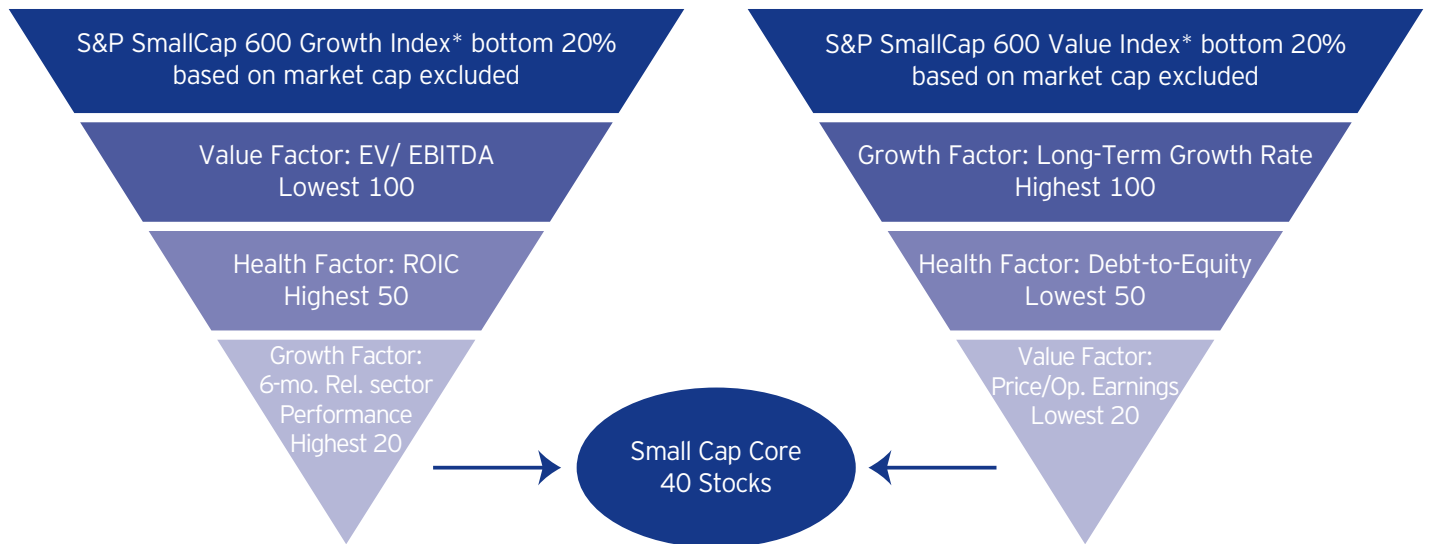 S&P SmallCap 600 Growth Index* bottom 20%
based on market cap excluded
Value Factor: EV/ EBITDA
Lowest 100
Health Factor: ROIC
Highest 50
Growth Factor:
6-mo. Rel. sector
Performance
Highest 20
S&P SmallCap 600 Value Index* bottom 20%
based on market cap excluded
Growth Factor: Long-Term Growth Rate
Highest 100
Health Factor: Debt-to-Equity
Lowest 50
Value Factor:
Price/Op. Earnings
Lowest 20
Small Cap Core
40 Stocks